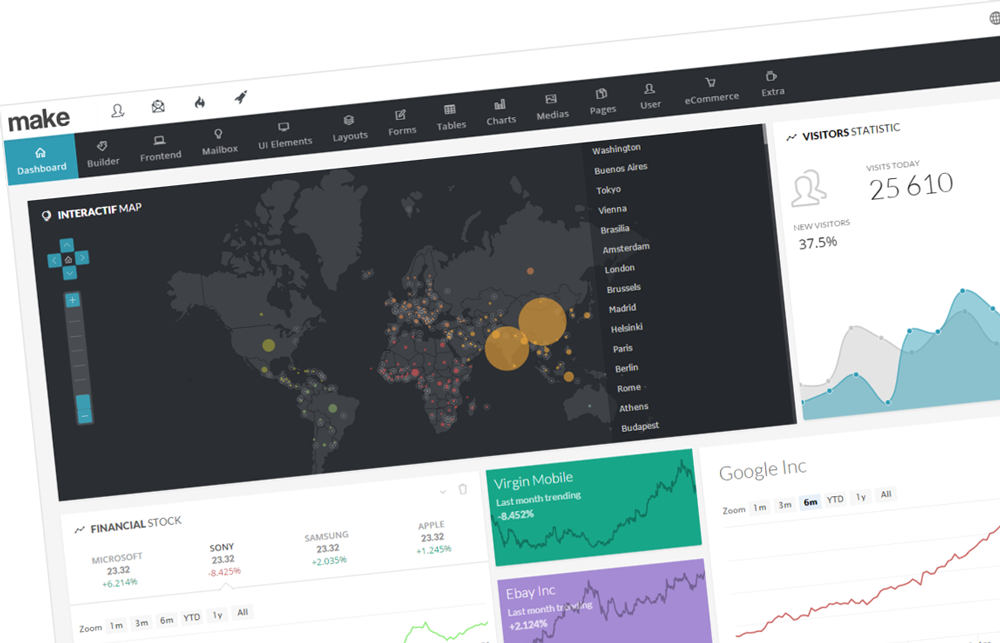 make
Dashboard
Builder
Frontend
Mailbox
UI Elements
Layouts
Forms
Tables
Charts
Medias
Pages
User
eCommerce
Extra
INTERACTIF MAP
Washington
Buenos Aires
Tokyo
Vienna
Brasilia
Amsterdam
London
Brussels
Madrid
Helsinki
Paris
Berlin
Rome
Athens
Budapest
VISITORS STATISTIC
VISITS TODAY
25 610
NEW VISITORS
37.5%
FINANCIAL STOCK
MICROSOFT
23.32
+6.214%
SONY
23.32
-8.425%
SAMSUNG
23.32
+2.035%
APPLE
23.32
+1.245%
Zoom 1m 3m 6m YTD 1y All
Virgin Mobile
Last month trending
-8.452%
Ebay Inc
Last month trending
+2.124%
Google Inc
Zoom 1m 3m 6m YTD 1y All